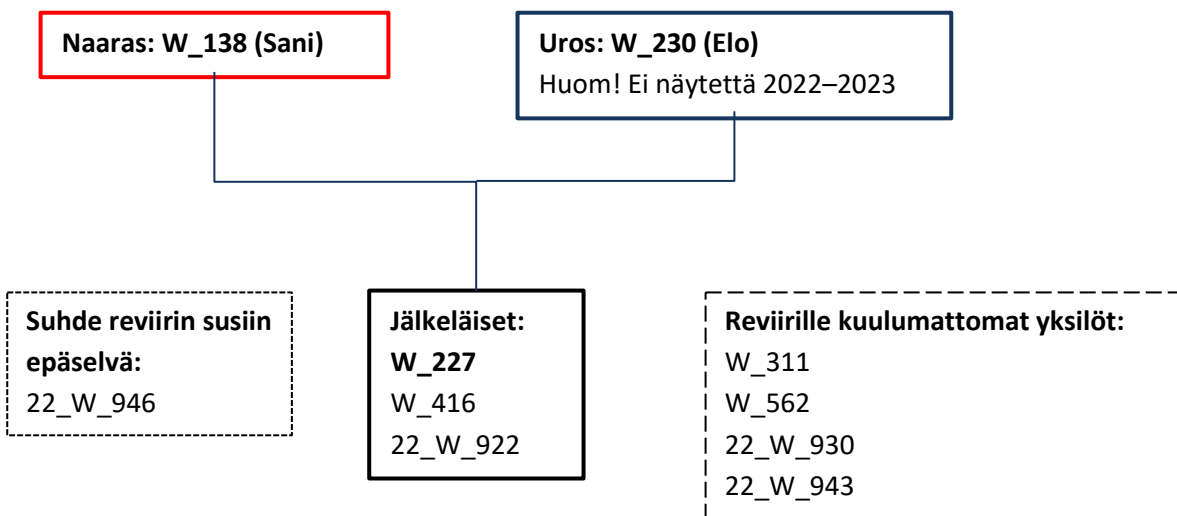 Naaras: W_138 (Sani)
Uros: W_230 (Elo)
Huom! Ei näytettä 2022–2023
Suhde reviirin susiin
epäselvä:
22_W_946
Jälkeläiset:
W_227
W_416
22_W_922
Reviirille kuulumattomat yksilöt:
W_311
W_562
22_W_930
22_W_943